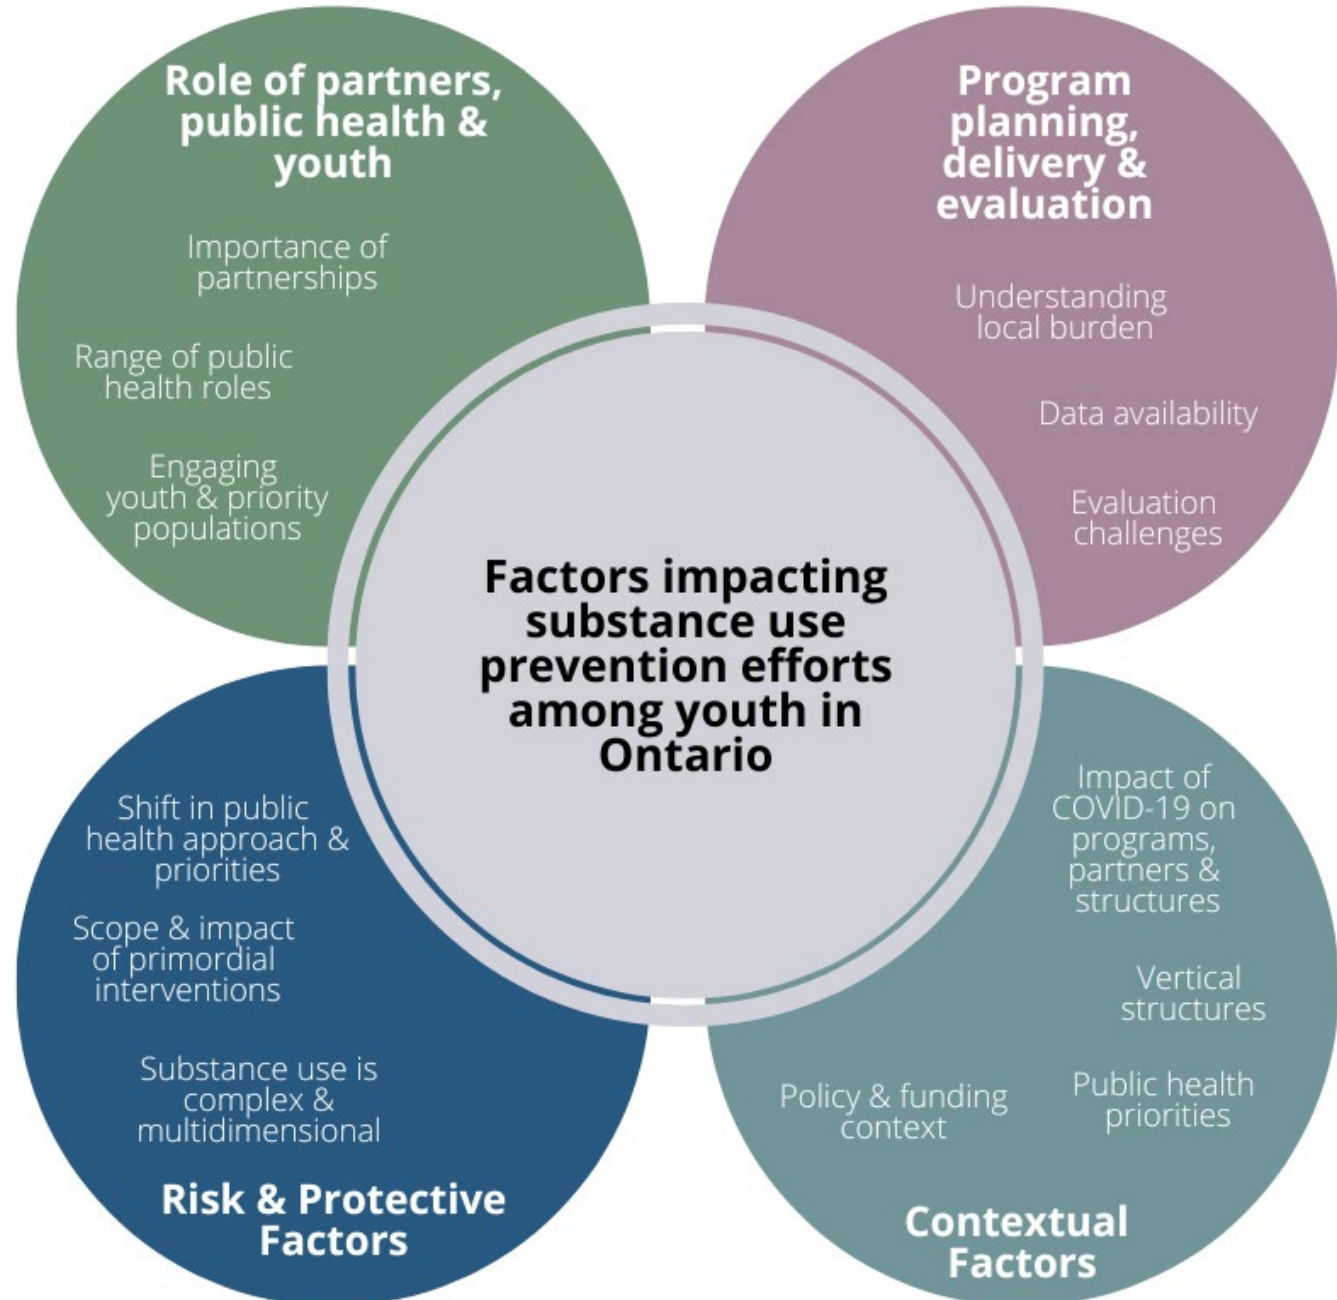 Role of partners,
public health &
youth
Importance of
partnerships
Range of public
health roles
Engaging
youth & priority
populations
Program
planning,
delivery &
evaluation
Understanding
local burden
Data availability
Evaluation
challenges
Factors impacting
substance use
prevention efforts
among youth in
Ontario
Shift in public
health approach &
priorities
Scope & impact
of primordial
interventions
Substance use is
complex &
multidimensional
Risk & Protective
Factors
Impact of
COVID-19 on
programs,
partners &
structures
Vertical
structures
Public health
priorities
Policy & funding
context
Contextual
Factors